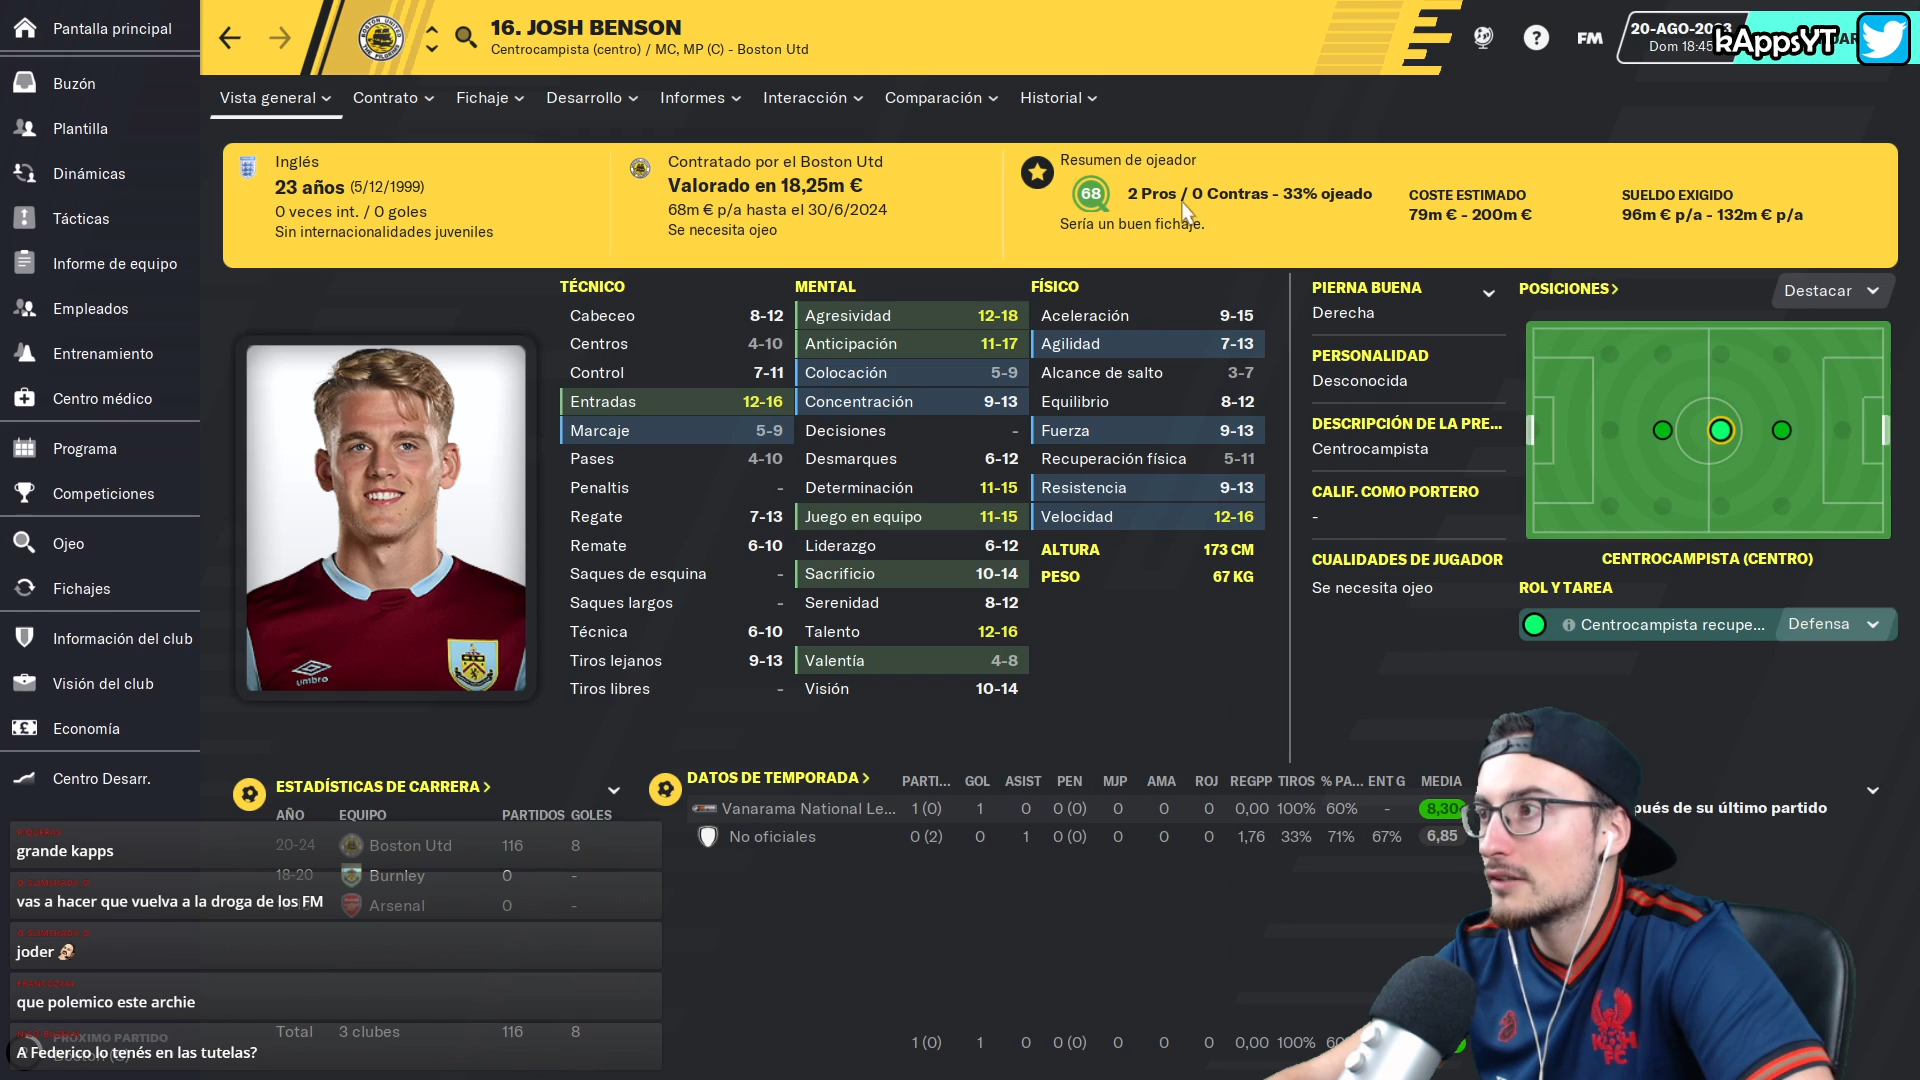 Pantalla principal
Buzón
Plantilla
Dinámicas
Tácticas
Informe de equipo
Empleados
Entrenamiento
Centro médico
Programa
Competiciones
Ojeo
Fichajes
Información del club
Visión del club
Economía
Centro Desarr.
16. JOSH BENSON
Centrocampista (centro) / MC, MP (C) - Boston Utd
FM
20-AGO-20
Dom 18:45
kAppsYT
Vista general
Contrato
Fichaje
Desarrollo
Informes
Interacción
Comparación
Historial
Inglés
23 años (5/12/1999)
0 veces int. / 0 goles
Sin internacionalidades juveniles
Contratado por el Boston Utd
Valorado en 18,25m €
68m € p/a hasta el 30/6/2024
Se necesita ojeo
Resumen de ojeador
68
2 Pros / 0 Contras - 33% ojeado
Sería un buen fichaje.
COSTE ESTIMADO
79m € - 200m €
SUELDO EXIGIDO
96m € p/a - 132m € p/a
TÉCNICO
Cabeceo 8-12
Centros 4-10
Control 7-11
Entradas 12-16
Marcaje 5-9
Pases 4-10
Penaltis -
Regate 7-13
Remate 6-10
Saques de esquina -
Saques largos -
Técnica 6-10
Tiros lejanos 9-13
Tiros libres -
MENTAL
Agresividad 12-18
Anticipación 11-17
Colocación 5-9
Concentración 9-13
Decisiones -
Desmarques 6-12
Determinación 11-15
Juego en equipo 11-15
Liderazgo 6-12
Sacrificio 10-14
Serenidad 8-12
Talento 12-16
Valentía 4-8
Visión 10-14
FÍSICO
Aceleración 9-15
Agilidad 7-13
Alcance de salto 3-7
Equilibrio 8-12
Fuerza 9-13
Recuperación física 5-11
Resistencia 9-13
Velocidad 12-16
ALTURA 173 CM
PESO 67 KG
PIERNA BUENA
Derecha
PERSONALIDAD
Desconocida
DESCRIPCIÓN DE LA PRE...
Centrocampista
CALIF. COMO PORTERO
-
CUALIDADES DE JUGADOR
Se necesita ojeo
POSICIONES
Destacar
CENTROCAMPISTA (CENTRO)
ROL Y TAREA
Centrocampista recupe...
Defensa
umbro
ESTADÍSTICAS DE CARRERA
AÑO EQUIPO PARTIDOS GOLES
20-24 Boston Utd 116 8
18-20 Burnley 0 -
Arsenal 0 -
Total 3 clubes 116 8
PRÓXIMO PARTIDO
grande kapps
vas a hacer que vuelva a la droga de los FM
joder
que polemico este archie
A Federico lo tenés en las tutelas?
DATOS DE TEMPORADA PARTI... GOL ASIST PEN MJP AMA ROJ REGPP TIROS % PA... ENT G MEDIA
Vanarama National Le... 1 (0) 1 0 0 (0) 0 0 0 0,00 100% 60% - 8,30
No oficiales 0 (2) 0 1 0 (0) 0 0 0 1,76 33% 71% 67% 6,85
1 (0) 1 0 0 (0) 0 0 0 0,00 100%
pués de su último partido
KHFC